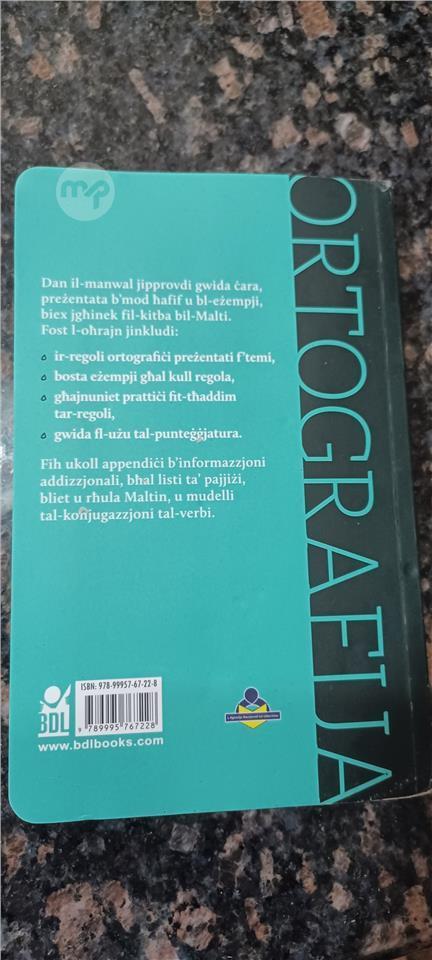 mp
ORTOGRAFIJA
Dan il-manwal jipprovdi gwida ċara,
preżentata b'mod ħafif u bl-eżempji,
biex jgħinek fil-kitba bil-Malti.
Fost l-oħrajn jinkludi:
ir-regoli ortografiċi preżentati f'temi,
bosta eżempji għal kull regola,
għajnuniet prattiċi fit-tħaddim
tar-regoli,
gwida fl-użu tal-punteġġjatura.
Fih ukoll appendiċi b'informazzjoni
addizzjonali, bħal listi ta' pajjiżi,
bliet u rħula Maltin, u mudelli
tal-konjugazzjoni tal-verbi.
ISBN: 978-99957-67-22-8
9 789995 767228
BDL
www.bdlbooks.com